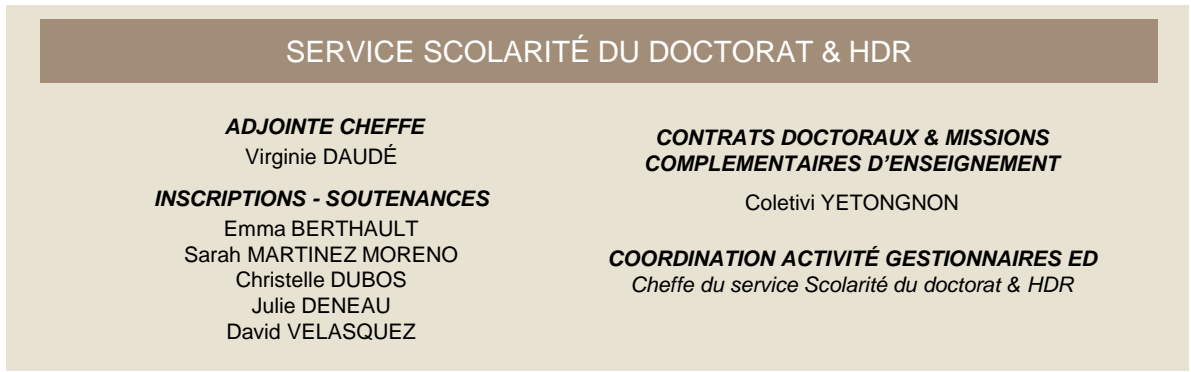 SERVICE SCOLARITÉ DU DOCTORAT & HDR
ADJOINTE CHEFFE
Virginie DAUDÉ
INSCRIPTIONS - SOUTENANCES
Emma BERTHAULT
Sarah MARTINEZ MORENO
Christelle DUBOS
Julie DENEAU
David VELASQUEZ
CONTRATS DOCTORAUX & MISSIONS
COMPLEMENTAIRES D'ENSEIGNEMENT
Coletivi YETONGNON
COORDINATION ACTIVITÉ GESTIONNAIRES ED
Cheffe du service Scolarité du doctorat & HDR